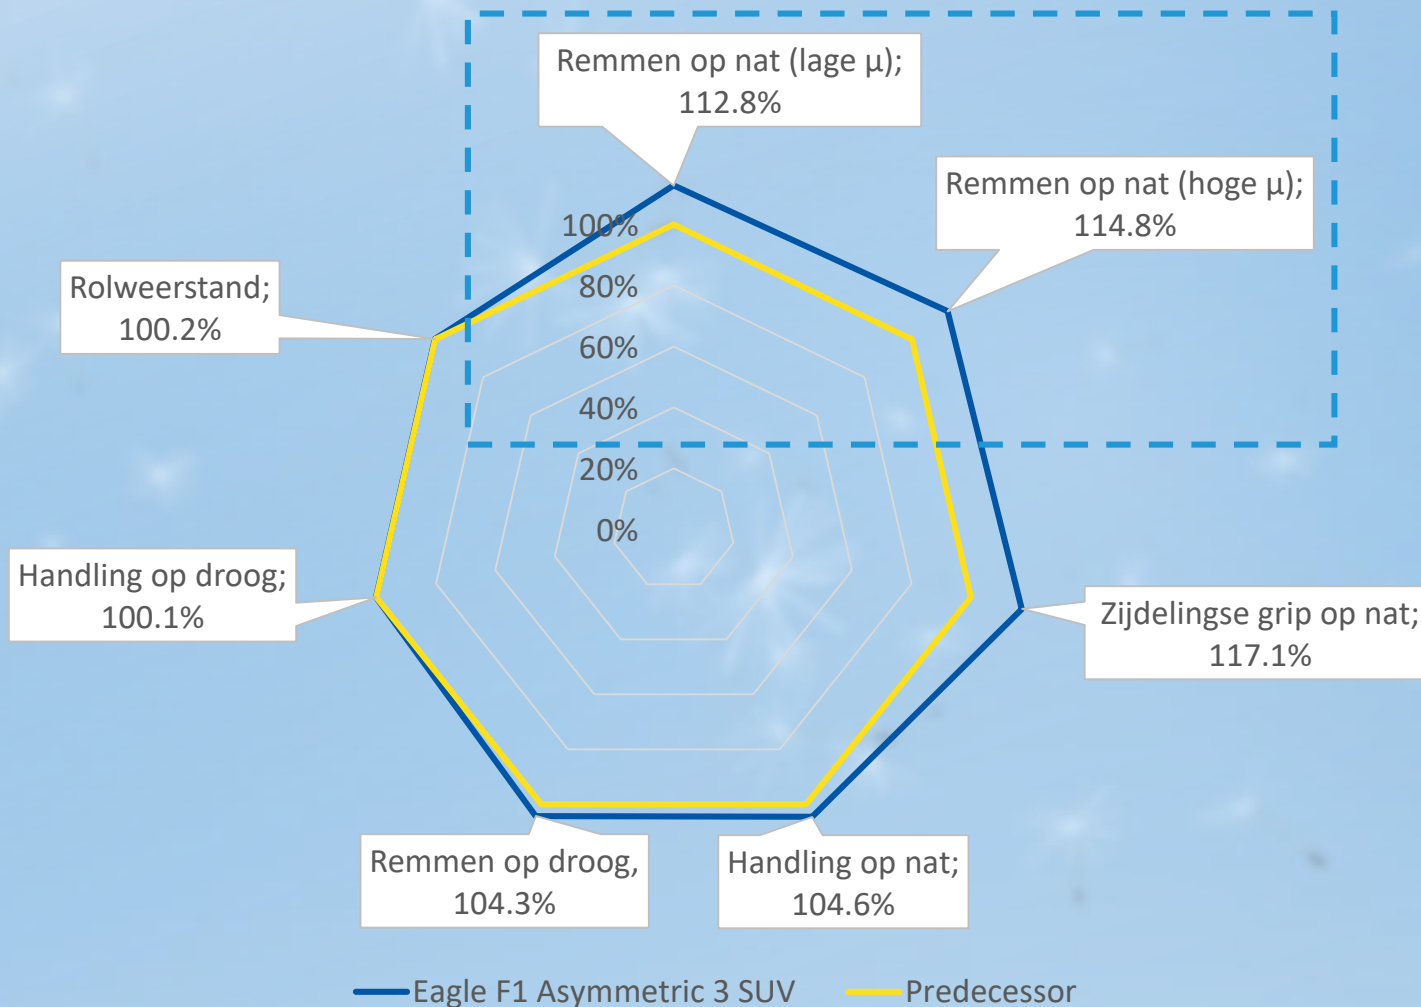 Remmen op nat (lage µ);
112.8%
Remmen op nat (hoge µ);
114.8%
Zijdelingse grip op nat;
117.1%
Handling op nat;
104.6%
Remmen op droog,
104.3%
Handling op droog;
100.1%
Rolweerstand;
100.2%
100%
80%
60%
40%
20%
0%
Eagle F1 Asymmetric 3 SUV
Predecessor